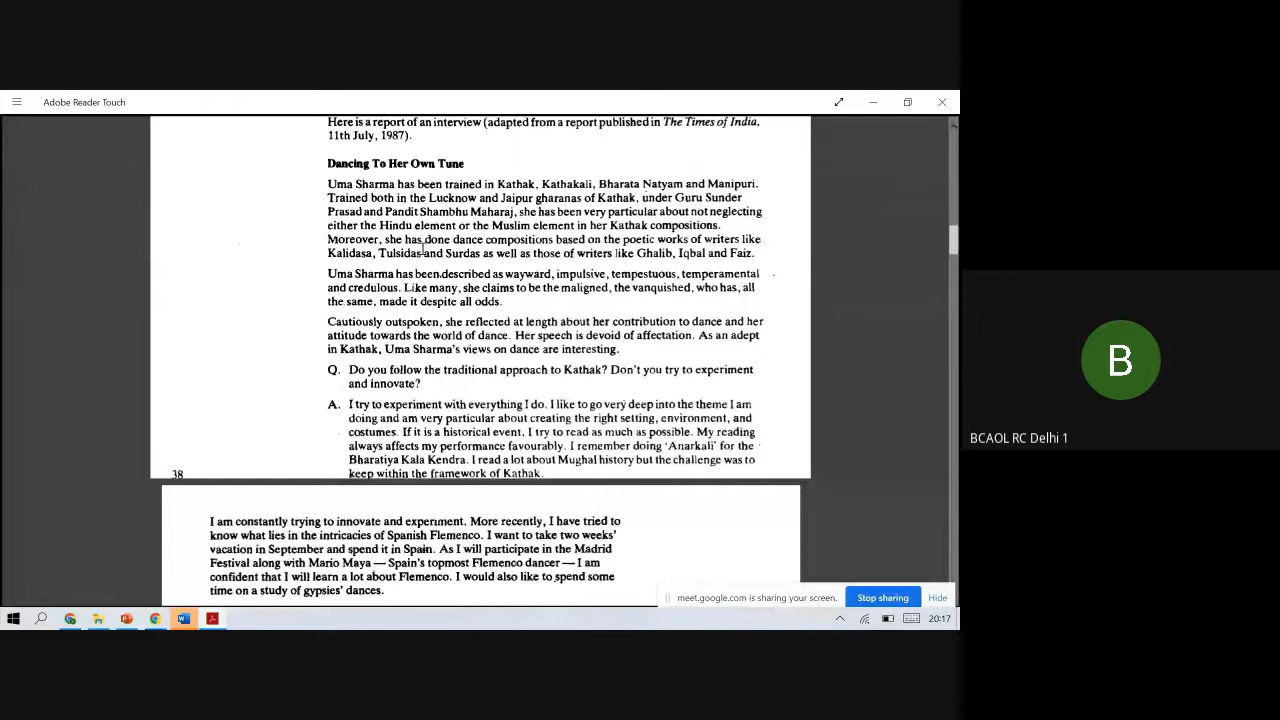 Adobe Reader Touch
Here is a report of an interview (adapted from a report published in The Times of India,
11th July, 1987).
Dancing To Her Own Tune
Uma Sharma has been trained in Kathak, Kathakali, Bharata Natyam and Manipuri.
Trained both in the Lucknow and Jaipur gharanas of Kathak, under Guru Sunder
Prasad and Pandit Shambhu Maharaj, she has been very particular about not neglecting
either the Hindu element or the Muslim element in her Kathak compositions.
Moreover, she has done dance compositions based on the poetic works of writers like
Kalidasa, Tulsidas and Surdas as well as those of writers like Ghalib, Iqbal and Faiz.
Uma Sharma has been described as wayward, impulsive, tempestuous, temperamental
and credulous. Like many, she claims to be the maligned, the vanquished, who has, all
the same, made it despite all odds.
Cautiously outspoken, she reflected at length about her contribution to dance and her
attitude towards the world of dance. Her speech is devoid of affectation. As an adept
in Kathak, Uma Sharma's views on dance are interesting.
Q. Do you follow the traditional approach to Kathak? Don't you try to experiment
and innovate?
A. I try to experiment with everything I do. I like to go very deep into the theme I am
doing and am very particular about creating the right setting, environment, and
costumes. If it is a historical event, I try to read as much as possible. My reading
always affects my performance favourably. I remember doing 'Anarkali' for the
Bharatiya Kala Kendra. I read a lot about Mughal history but the challenge was to
keep within the framework of Kathak.
38
I am constantly trying to innovate and experiment. More recently, I have tried to
know what lies in the intricacies of Spanish Flemenco. I want to take two weeks'
vacation in September and spend it in Spain. As I will participate in the Madrid
Festival along with Mario Maya — Spain's topmost Flemenco dancer — I am
confident that I will learn a lot about Flemenco. I would also like to spend some
time on a study of gypsies' dances.
meet.google.com is sharing your screen.
Stop sharing
Hide
20:17
B
BCAOL RC Delhi 1